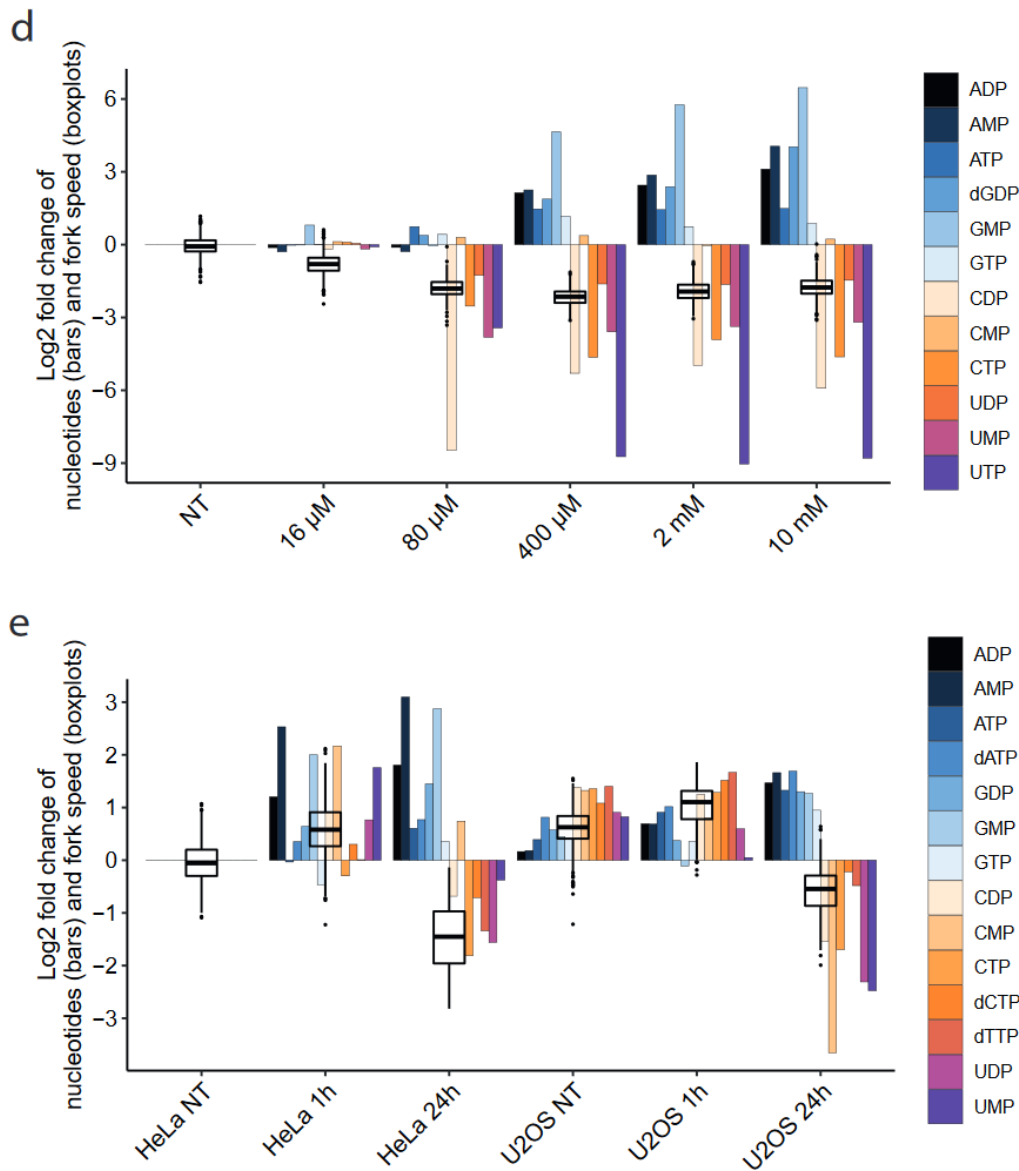 d
Log2 fold change of
nucleotides (bars) and fork speed (boxplots)
6
3
0
−3
−6
−9
NT
16 µM
80 µM
400 µM
2 mM
10 mM
ADP
AMP
ATP
dGDP
GMP
GTP
CDP
CMP
CTP
UDP
UMP
UTP
e
Log2 fold change of
nucleotides (bars) and fork speed (boxplots)
3
2
1
0
−1
−2
−3
HeLa NT
HeLa 1h
HeLa 24h
U2OS NT
U2OS 1h
U2OS 24h
ADP
AMP
ATP
dATP
GDP
GMP
GTP
CDP
CMP
CTP
dCTP
dTTP
UDP
UMP